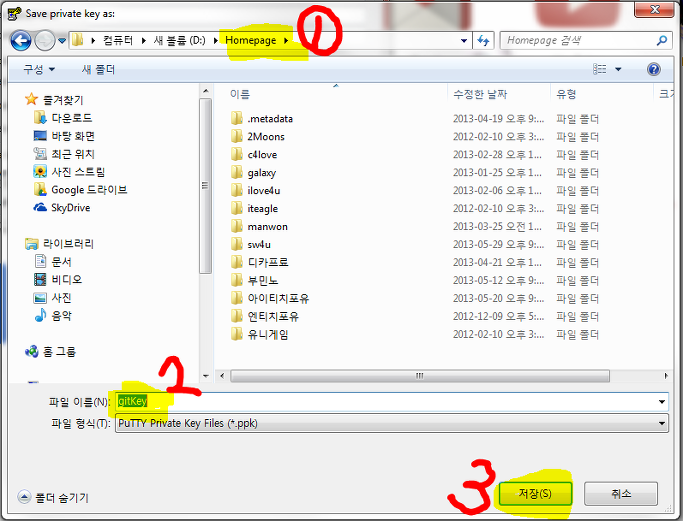 Save private key as:
컴퓨터 새 볼륨 (D:) Homepage
Homepage 검색
1
구성 새 폴더
즐겨찾기
다운로드
바탕 화면
최근 위치
사진 스트림
Google 드라이브
SkyDrive
라이브러리
문서
비디오
사진
음악
홈 그룹
이름 수정한 날짜 유형 크기
.metadata 2013-04-19 오후 9:... 파일 폴더
2Moons 2012-02-10 오후 3:... 파일 폴더
c4love 2013-02-28 오후 1... 파일 폴더
galaxy 2013-01-25 오후 1... 파일 폴더
ilove4u 2013-02-06 오후 1... 파일 폴더
iteagle 2012-02-10 오후 3:... 파일 폴더
manwon 2013-03-25 오전 1... 파일 폴더
sw4u 2013-05-29 오후 9:... 파일 폴더
디카프로 2013-04-21 오후 1... 파일 폴더
부민노 2013-05-12 오후 9:... 파일 폴더
아이티치포유 2013-05-20 오후 9:... 파일 폴더
엔티치포유 2012-12-09 오후 5:... 파일 폴더
유니게임 2012-02-10 오후 3:... 파일 폴더
2
파일 이름(N): gitKey
파일 형식(T): PuTTY Private Key Files (*.ppk)
3
폴더 숨기기 저장(S) 취소